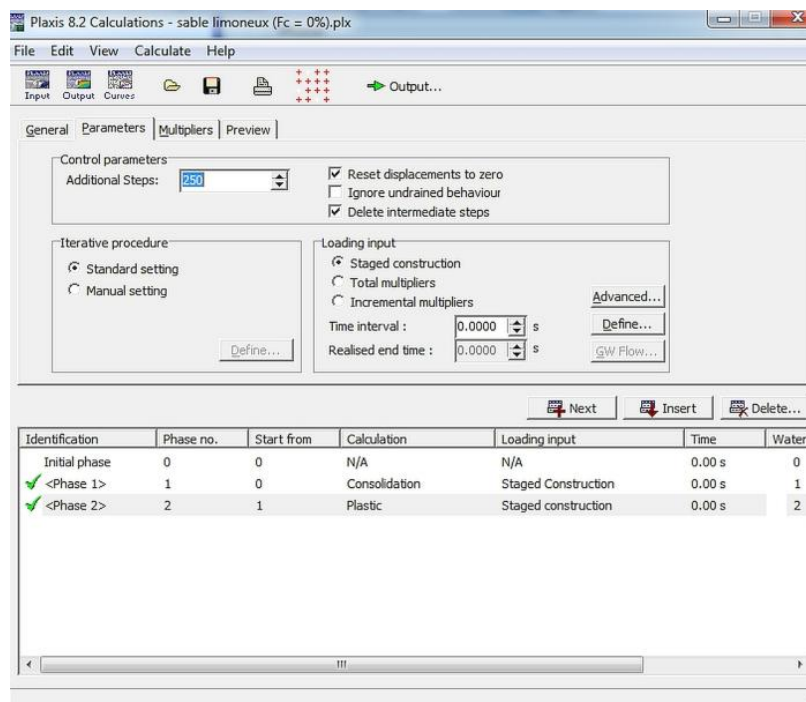 Plaxis 8.2 Calculations - sable limoneux (Fc = 0%).plx
File Edit View Calculate Help
Input Output Curves Output...
General Parameters Multipliers Preview
Control parameters
Additional Steps: 250
Reset displacements to zero
Ignore undrained behaviour
Delete intermediate steps
Iterative procedure
Standard setting
Manual setting
Define...
Loading input
Staged construction
Total multipliers
Incremental multipliers
Advanced...
Time interval : 0.0000 s Define...
Realised end time : 0.0000 s GW Flow...
Next Insert Delete...
Identification Phase no. Start from Calculation Loading input Time Water
Initial phase 0 0 N/A N/A 0.00 s 0
<Phase 1> 1 0 Consolidation Staged Construction 0.00 s 1
<Phase 2> 2 1 Plastic Staged construction 0.00 s 2